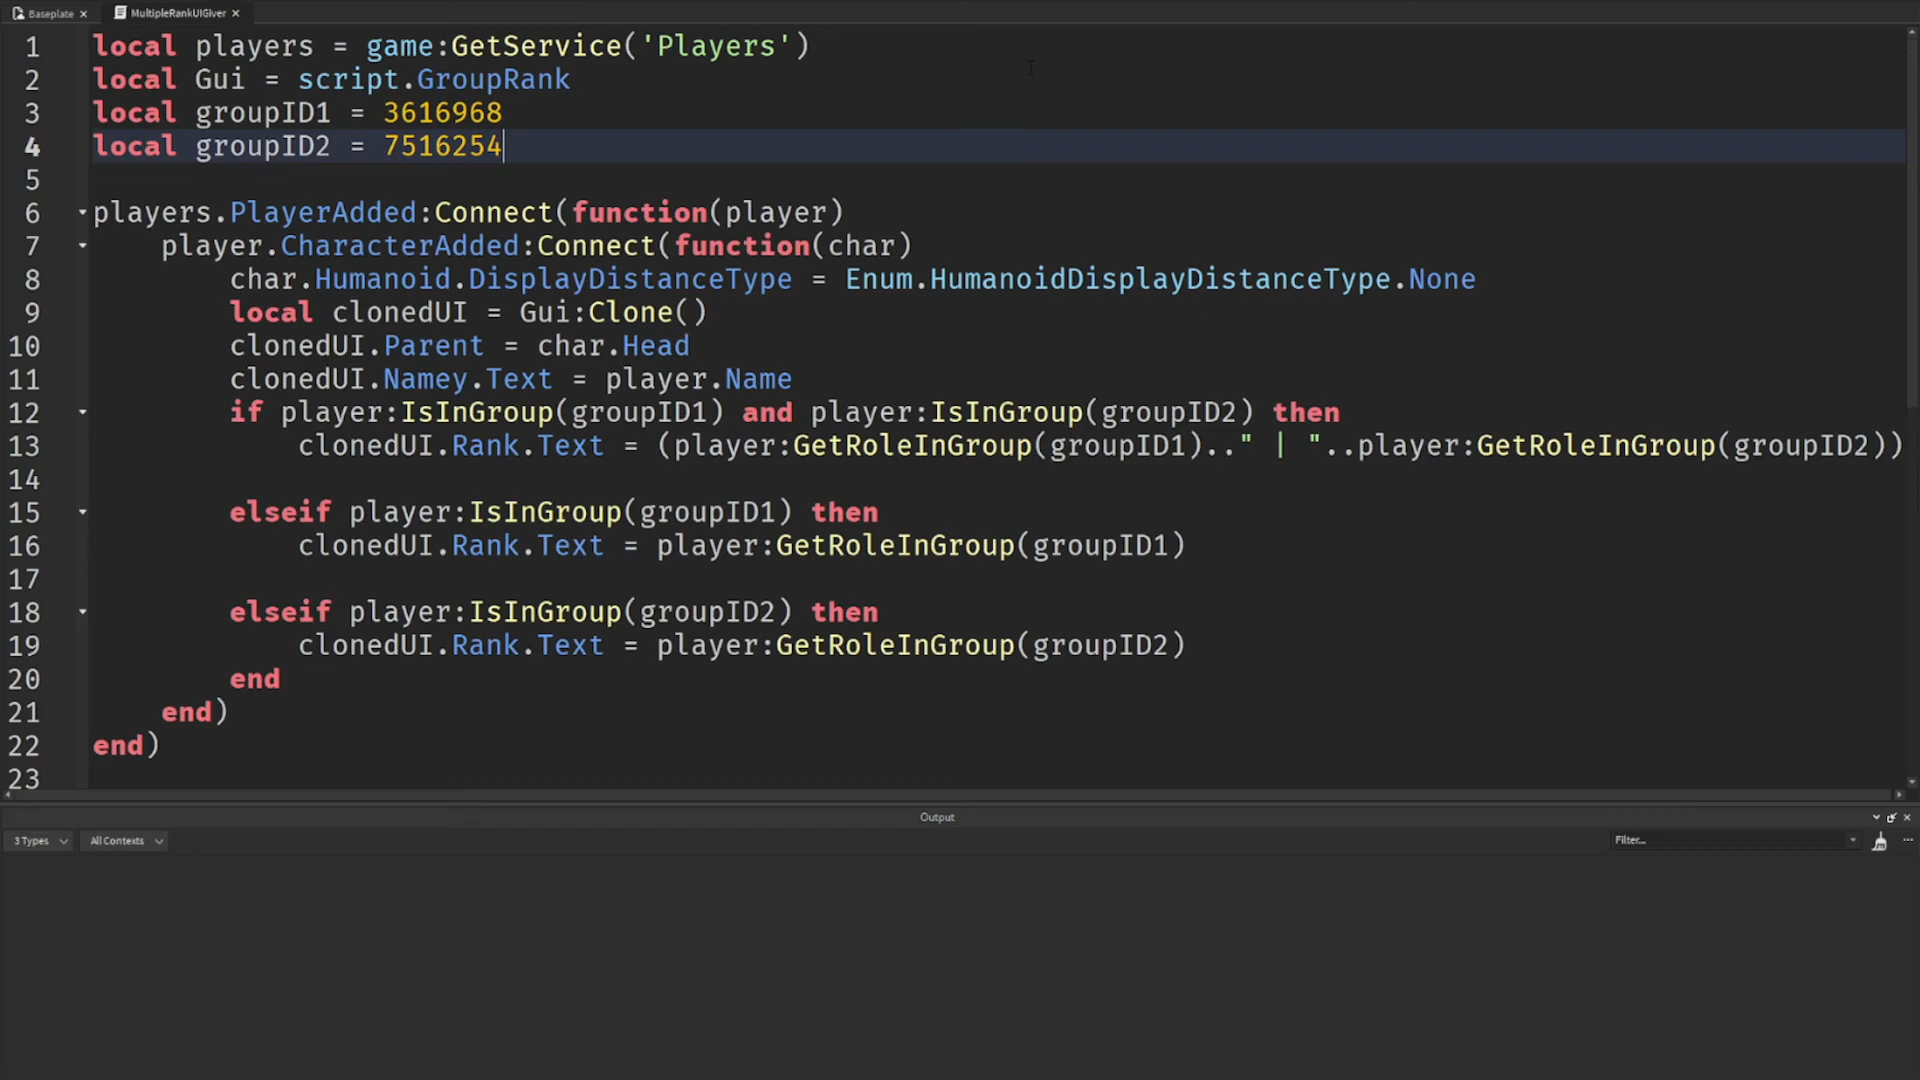 Baseplate × MultipleRankUIGiver ×
1 local players = game:GetService('Players')
2 local Gui = script.GroupRank
3 local groupID1 = 3616968
4 local groupID2 = 7516254
5
6 players.PlayerAdded:Connect(function(player)
7 player.CharacterAdded:Connect(function(char)
8 char.Humanoid.DisplayDistanceType = Enum.HumanoidDisplayDistanceType.None
9 local clonedUI = Gui:Clone()
10 clonedUI.Parent = char.Head
11 clonedUI.Namey.Text = player.Name
12 if player:IsInGroup(groupID1) and player:IsInGroup(groupID2) then
13 clonedUI.Rank.Text = (player:GetRoleInGroup(groupID1).." | "..player:GetRoleInGroup(groupID2))
14
15 elseif player:IsInGroup(groupID1) then
16 clonedUI.Rank.Text = player:GetRoleInGroup(groupID1)
17
18 elseif player:IsInGroup(groupID2) then
19 clonedUI.Rank.Text = player:GetRoleInGroup(groupID2)
20 end
21 end)
22 end)
23
Output
3 Types All Contexts Filter...